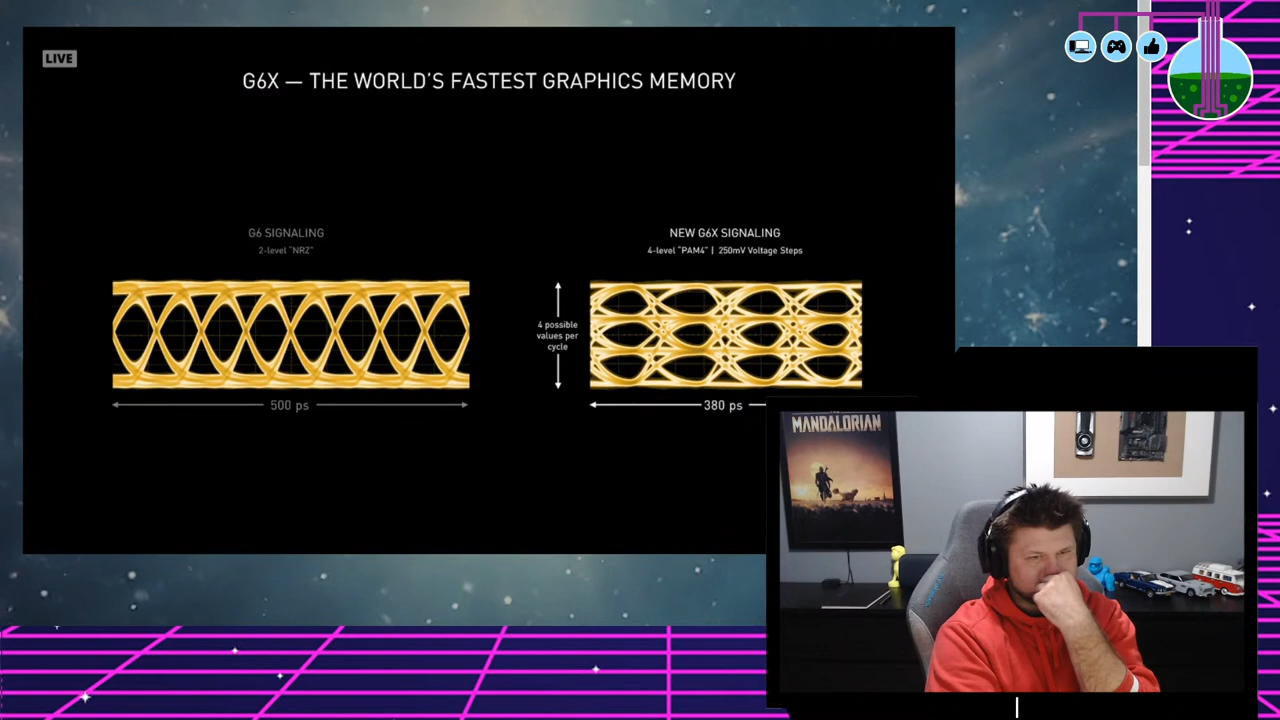 LIVE
G6X — THE WORLD'S FASTEST GRAPHICS MEMORY
G6 SIGNALING
2-level "NRZ"
NEW G6X SIGNALING
4-level "PAM4" | 250mV Voltage Steps
4 possible
values per
cycle
500 ps
380 ps
MANDALORIAN